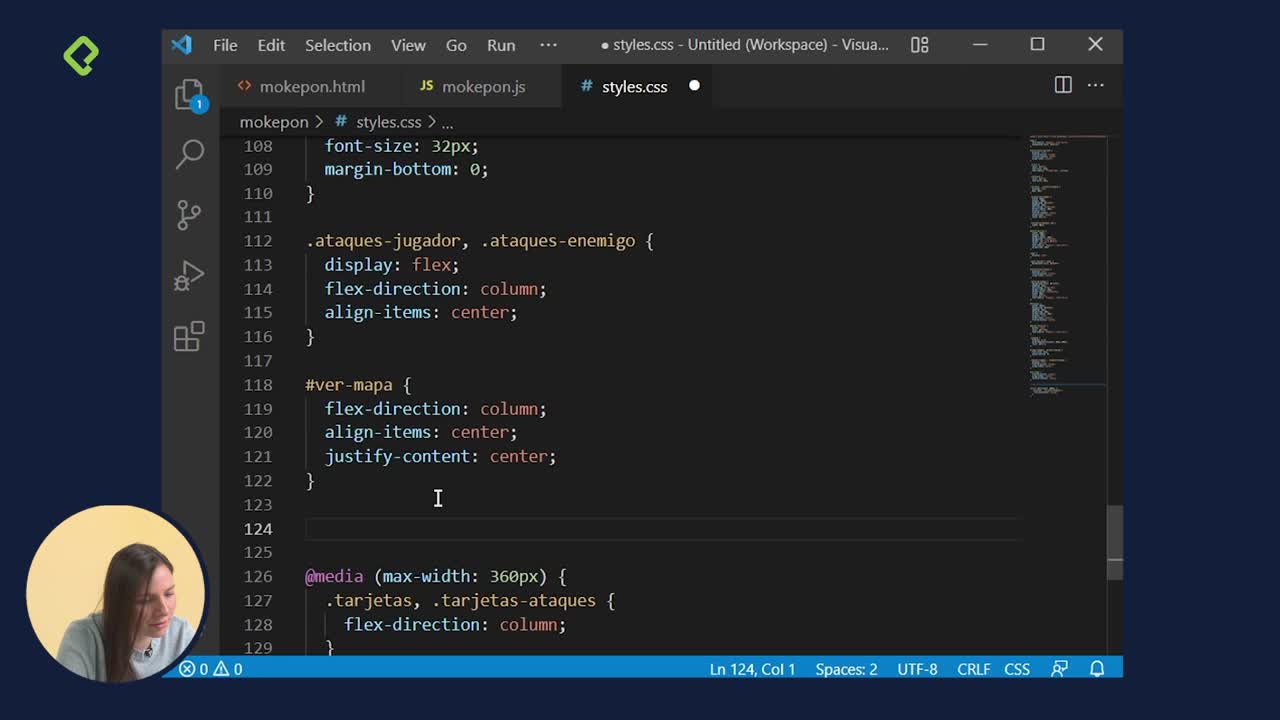 File Edit Selection View Go Run ··· ● styles.css - Untitled (Workspace) - Visua...
<> mokepon.html JS mokepon.js # styles.css ●
mokepon > # styles.css > ...
1
108 font-size: 32px;
109 margin-bottom: 0;
110 }
111
112 .ataques-jugador, .ataques-enemigo {
113 display: flex;
114 flex-direction: column;
115 align-items: center;
116 }
117
118 #ver-mapa {
119 flex-direction: column;
120 align-items: center;
121 justify-content: center;
122 }
123
124
125
126 @media (max-width: 360px) {
127 .tarjetas, .tarjetas-ataques {
128 flex-direction: column;
129 }
0 0 Ln 124, Col 1 Spaces: 2 UTF-8 CRLF CSS